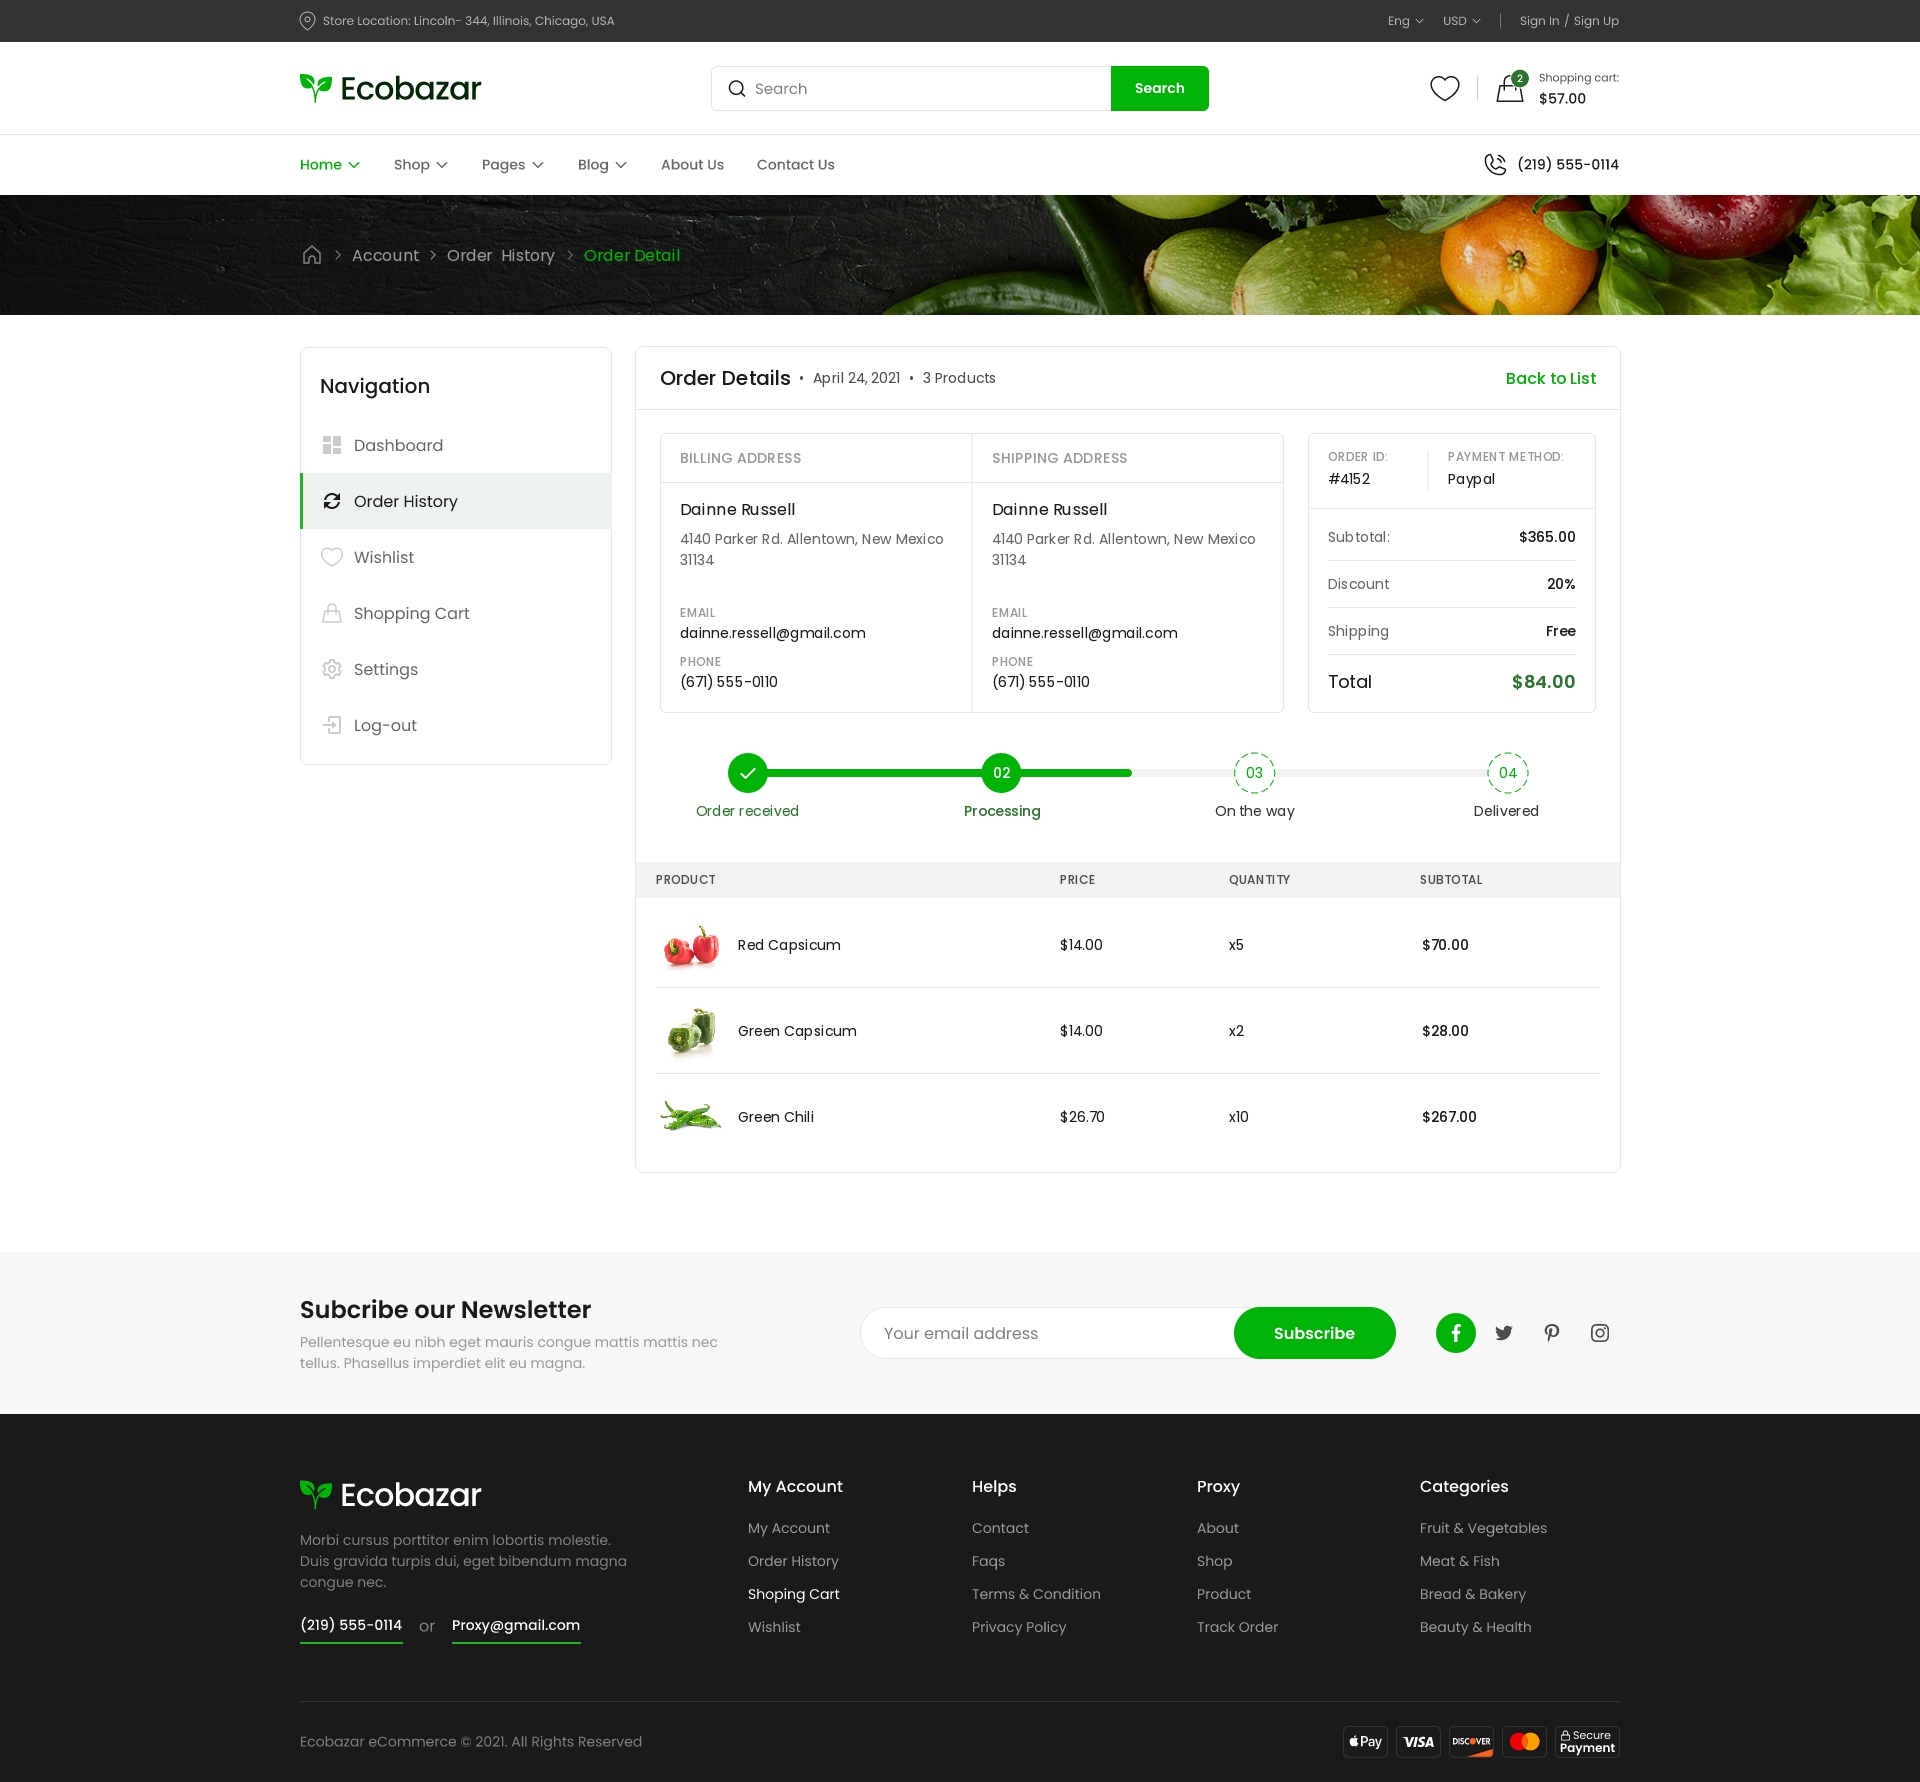 Store Location: Lincoln- 344, Illinois, Chicago, USA
Eng
USD
Sign In / Sign Up
Ecobazar
Search
Search
2
Shopping cart:
$57.00
Home
Shop
Pages
Blog
About Us
Contact Us
(219) 555-0114
Account
Order History
Order Detail
Navigation
Dashboard
Order History
Wishlist
Shopping Cart
Settings
Log-out
Order Details • April 24, 2021 • 3 Products
Back to List
BILLING ADDRESS
Dainne Russell
4140 Parker Rd. Allentown, New Mexico
31134
EMAIL
dainne.ressell@gmail.com
PHONE
(671) 555-0110
SHIPPING ADDRESS
Dainne Russell
4140 Parker Rd. Allentown, New Mexico
31134
EMAIL
dainne.ressell@gmail.com
PHONE
(671) 555-0110
ORDER ID:
#4152
PAYMENT METHOD:
Paypal
Subtotal: $365.00
Discount 20%
Shipping Free
Total $84.00
02
03
04
Order received
Processing
On the way
Delivered
PRODUCT PRICE QUANTITY SUBTOTAL
Red Capsicum $14.00 x5 $70.00
Green Capsicum $14.00 x2 $28.00
Green Chili $26.70 x10 $267.00
Subcribe our Newsletter
Pellentesque eu nibh eget mauris congue mattis mattis nec
tellus. Phasellus imperdiet elit eu magna.
Your email address
Subscribe
Ecobazar
Morbi cursus porttitor enim lobortis molestie.
Duis gravida turpis dui, eget bibendum magna
congue nec.
(219) 555-0114 or Proxy@gmail.com
My Account
My Account
Order History
Shoping Cart
Wishlist
Helps
Contact
Faqs
Terms & Condition
Privacy Policy
Proxy
About
Shop
Product
Track Order
Categories
Fruit & Vegetables
Meat & Fish
Bread & Bakery
Beauty & Health
Ecobazar eCommerce © 2021. All Rights Reserved
Pay
VISA
DISCOVER
Secure
Payment